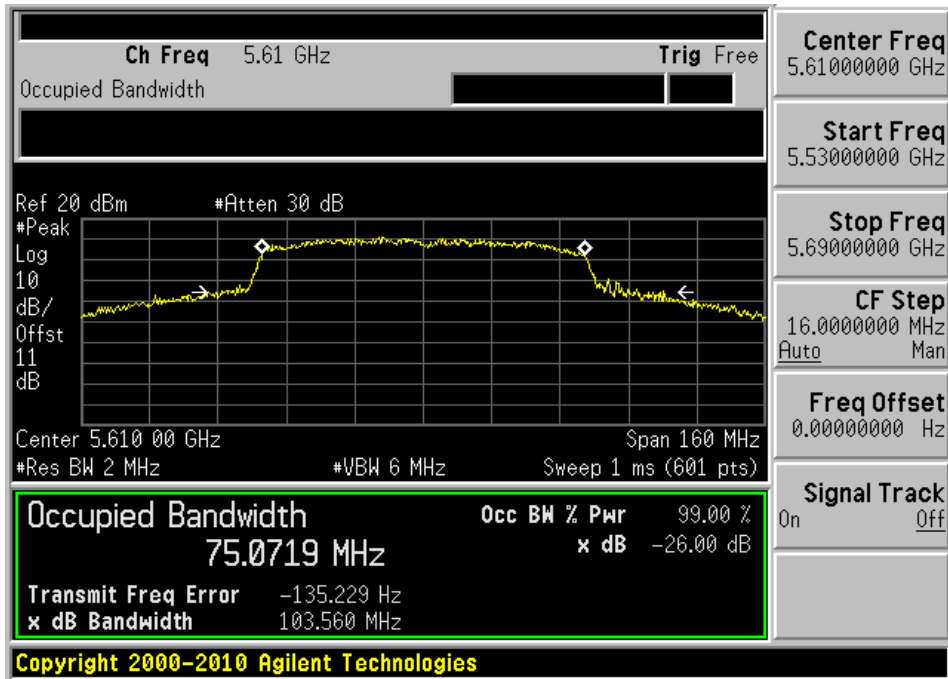 Ch Freq 5.61 GHz Trig Free
Occupied Bandwidth
Ref 20 dBm #Atten 30 dB
#Peak
Log
10
dB/
Offst
11
dB
Center 5.610 00 GHz Span 160 MHz
#Res BW 2 MHz #VBW 6 MHz Sweep 1 ms (601 pts)
Occupied Bandwidth Occ BW % Pwr 99.00 %
75.0719 MHz x dB -26.00 dB
Transmit Freq Error -135.229 Hz
x dB Bandwidth 103.560 MHz
Copyright 2000-2010 Agilent Technologies
Center Freq
5.61000000 GHz
Start Freq
5.53000000 GHz
Stop Freq
5.69000000 GHz
CF Step
16.0000000 MHz
Auto Man
Freq Offset
0.00000000 Hz
Signal Track
On Off